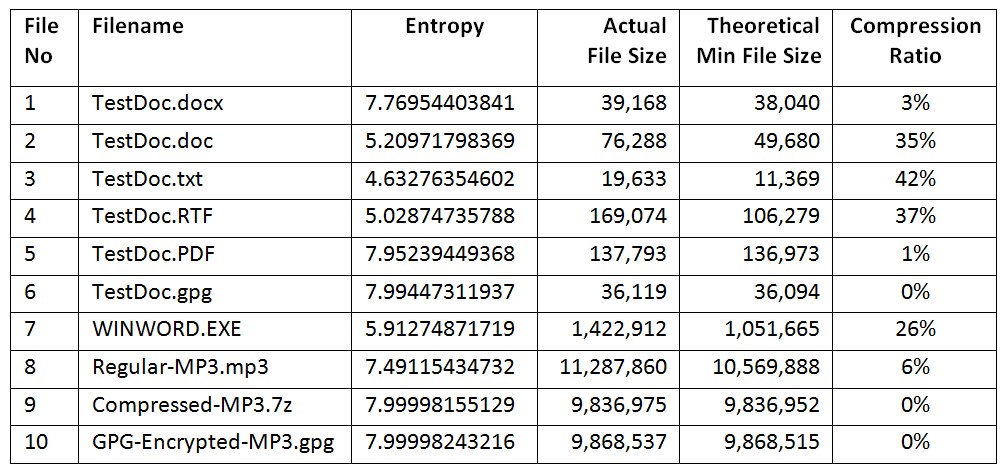 File No Filename Entropy Actual File Size Theoretical Min File Size Compression Ratio
1 TestDoc.docx 7.76954403841 39,168 38,040 3%
2 TestDoc.doc 5.20971798369 76,288 49,680 35%
3 TestDoc.txt 4.63276354602 19,633 11,369 42%
4 TestDoc.RTF 5.02874735788 169,074 106,279 37%
5 TestDoc.PDF 7.95239449368 137,793 136,973 1%
6 TestDoc.gpg 7.99447311937 36,119 36,094 0%
7 WINWORD.EXE 5.91274871719 1,422,912 1,051,665 26%
8 Regular-MP3.mp3 7.49115434732 11,287,860 10,569,888 6%
9 Compressed-MP3.7z 7.99998155129 9,836,975 9,836,952 0%
10 GPG-Encrypted-MP3.gpg 7.99998243216 9,868,537 9,868,515 0%